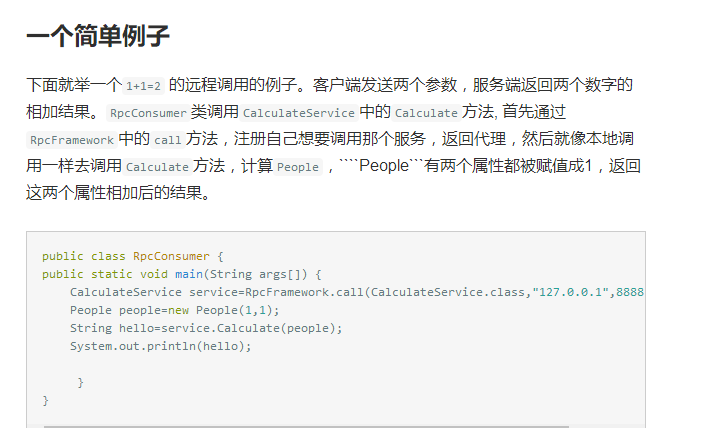 一个简单例子
下面就举一个 1+1=2 的远程调用的例子。客户端发送两个参数，服务端返回两个数字的
相加结果。 RpcConsumer 类调用 CalculateService 中的 Calculate 方法, 首先通过
RpcFramework 中的 call 方法，注册自己想要调用那个服务，返回代理，然后就像本地调
用一样去调用 Calculate 方法，计算 People ，````People```有两个属性都被赋值成1，返回
这两个属性相加后的结果。
public class RpcConsumer {
public static void main(String args[]) {
CalculateService service=RpcFramework.call(CalculateService.class,"127.0.0.1",8888
People people=new People(1,1);
String hello=service.Calculate(people);
System.out.println(hello);
}
}